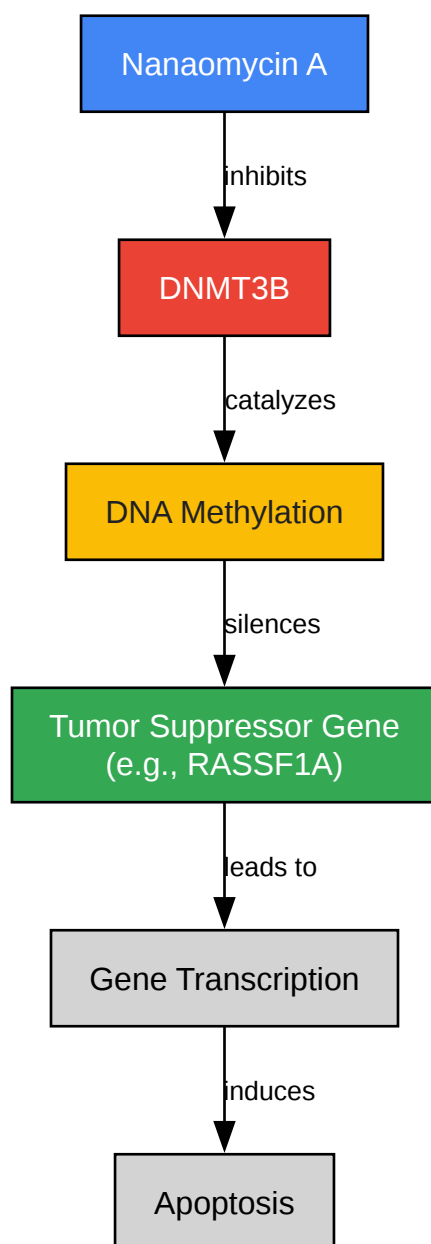 Nanaomycin A
inhibits
DNMT3B
catalyzes
DNA Methylation
silences
Tumor Suppressor Gene
(e.g., RASSF1A)
leads to
Gene Transcription
induces
Apoptosis